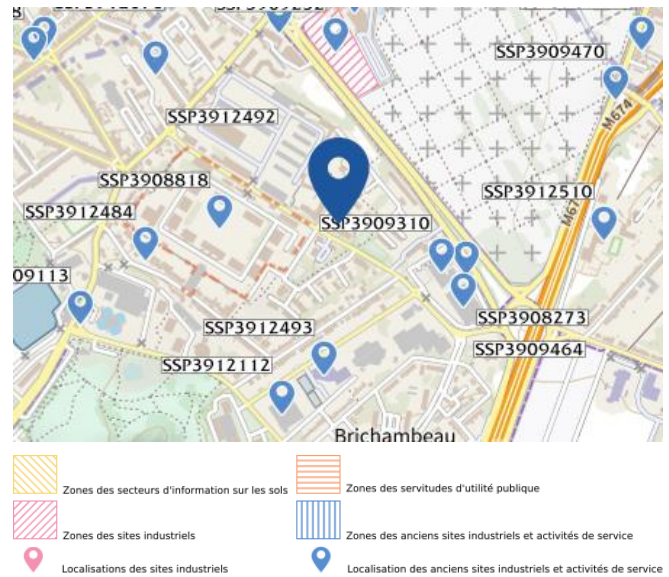 SSP3909252
SSP3909470
SSP3912492
M674
SSP3908818
SSP3912510
SSP3912484
SSP3909310
09113
SSP3912493
SSP3908273
SSP3912112
SSP3909464
Brichambeau
Zones des secteurs d'information sur les sols
Zones des servitudes d'utilité publique
Zones des sites industriels
Zones des anciens sites industriels et activités de service
Localisations des sites industriels
Localisation des anciens sites industriels et activités de service